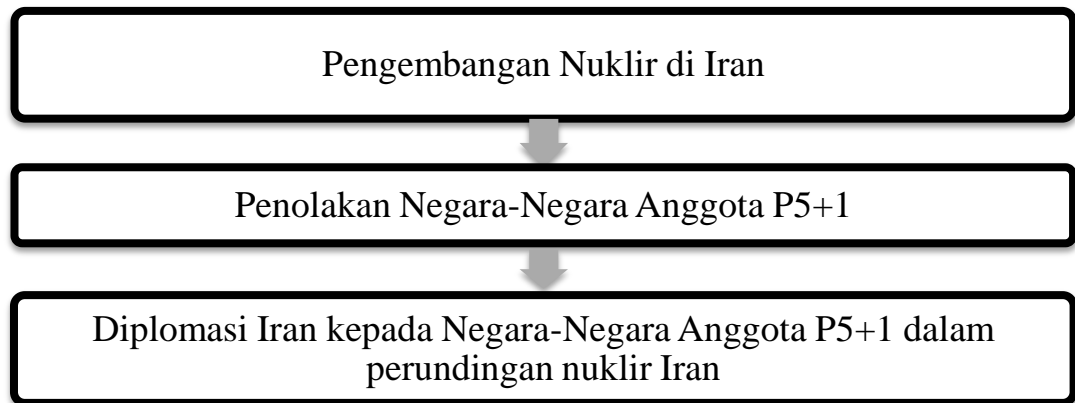 Pengembangan Nuklir di Iran
Penolakan Negara-Negara Anggota P5+1
Diplomasi Iran kepada Negara-Negara Anggota P5+1 dalam
perundingan nuklir Iran